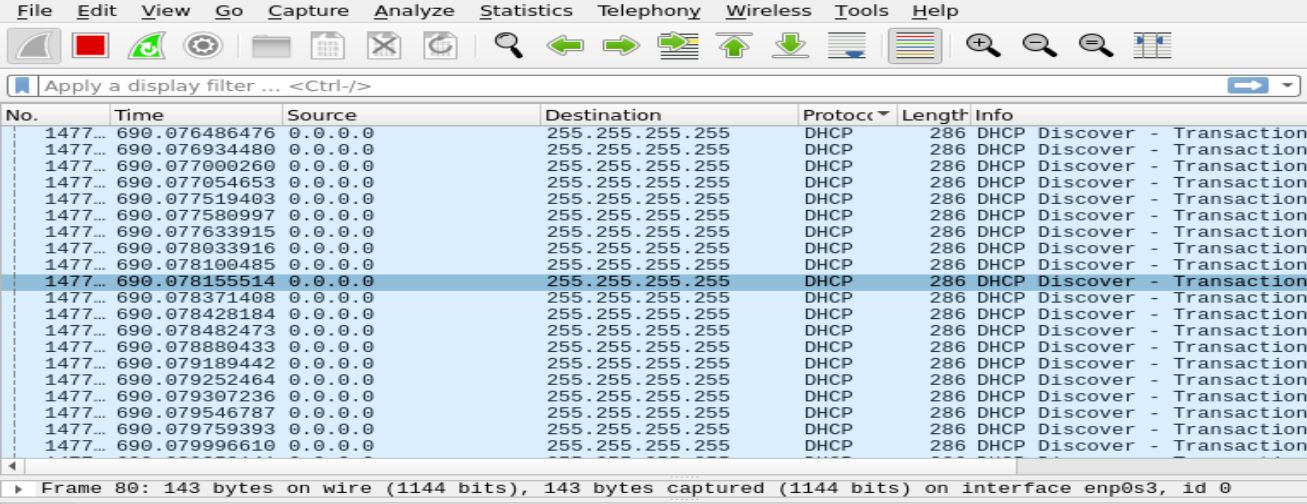 File Edit View Go Capture Analyze Statistics Telephony Wireless Tools Help
Apply a display filter ... <Ctrl-/>
No. Time Source Destination Protocc Length Info
1477… 690.076486476 0.0.0.0 255.255.255.255 DHCP 286 DHCP Discover - Transaction
1477… 690.076934480 0.0.0.0 255.255.255.255 DHCP 286 DHCP Discover - Transaction
1477… 690.077000260 0.0.0.0 255.255.255.255 DHCP 286 DHCP Discover - Transaction
1477… 690.077054653 0.0.0.0 255.255.255.255 DHCP 286 DHCP Discover - Transaction
1477… 690.077519403 0.0.0.0 255.255.255.255 DHCP 286 DHCP Discover - Transaction
1477… 690.077580997 0.0.0.0 255.255.255.255 DHCP 286 DHCP Discover - Transaction
1477… 690.077633915 0.0.0.0 255.255.255.255 DHCP 286 DHCP Discover - Transaction
1477… 690.078033916 0.0.0.0 255.255.255.255 DHCP 286 DHCP Discover - Transaction
1477… 690.078100485 0.0.0.0 255.255.255.255 DHCP 286 DHCP Discover - Transaction
1477… 690.078155514 0.0.0.0 255.255.255.255 DHCP 286 DHCP Discover - Transaction
1477… 690.078371408 0.0.0.0 255.255.255.255 DHCP 286 DHCP Discover - Transaction
1477… 690.078428184 0.0.0.0 255.255.255.255 DHCP 286 DHCP Discover - Transaction
1477… 690.078482473 0.0.0.0 255.255.255.255 DHCP 286 DHCP Discover - Transaction
1477… 690.078880433 0.0.0.0 255.255.255.255 DHCP 286 DHCP Discover - Transaction
1477… 690.079189442 0.0.0.0 255.255.255.255 DHCP 286 DHCP Discover - Transaction
1477… 690.079252464 0.0.0.0 255.255.255.255 DHCP 286 DHCP Discover - Transaction
1477… 690.079307236 0.0.0.0 255.255.255.255 DHCP 286 DHCP Discover - Transaction
1477… 690.079546787 0.0.0.0 255.255.255.255 DHCP 286 DHCP Discover - Transaction
1477… 690.079759393 0.0.0.0 255.255.255.255 DHCP 286 DHCP Discover - Transaction
1477… 690.079996610 0.0.0.0 255.255.255.255 DHCP 286 DHCP Discover - Transaction
Frame 80: 143 bytes on wire (1144 bits), 143 bytes captured (1144 bits) on interface enp0s3, id 0